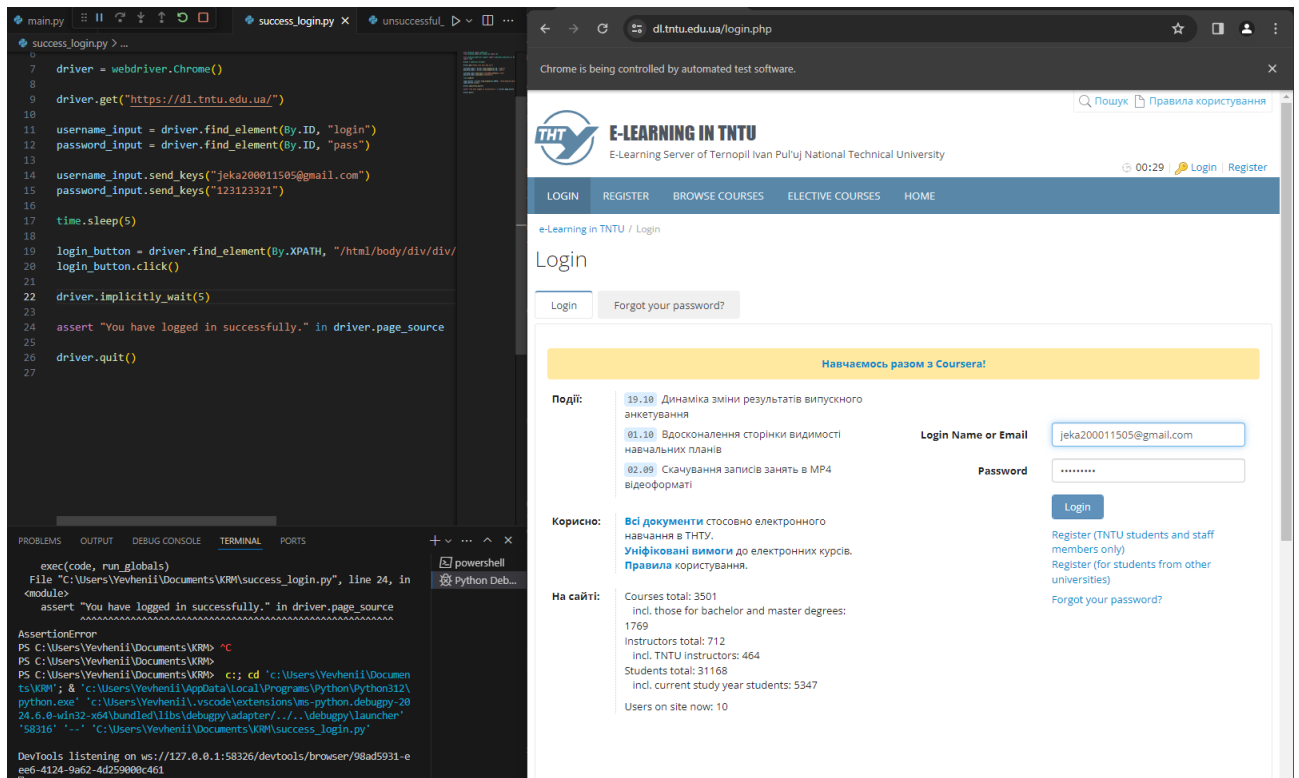 main.py
success_login.py
unsuccessful_
success_login.py > ...
6
7 driver = webdriver.Chrome()
8
9 driver.get("https://dl.tntu.edu.ua/")
10
11 username_input = driver.find_element(By.ID, "login")
12 password_input = driver.find_element(By.ID, "pass")
13
14 username_input.send_keys("jeka200011505@gmail.com")
15 password_input.send_keys("123123321")
16
17 time.sleep(5)
18
19 login_button = driver.find_element(By.XPATH, "/html/body/div/div/
20 login_button.click()
21
22 driver.implicitly_wait(5)
23
24 assert "You have logged in successfully." in driver.page_source
25
26 driver.quit()
27
PROBLEMS OUTPUT DEBUG CONSOLE TERMINAL PORTS
exec(code, run_globals)
File "C:\Users\Yevhenii\Documents\KRM\success_login.py", line 24, in
<module>
assert "You have logged in successfully." in driver.page_source
^^^^^^^^^^^^^^^^^^^^^^^^^^^^^^^^^^^^^^^^^^^^^^^^^^^^^^
AssertionError
PS C:\Users\Yevhenii\Documents\KRM> ^C
PS C:\Users\Yevhenii\Documents\KRM>
PS C:\Users\Yevhenii\Documents\KRM> c:; cd 'c:\Users\Yevhenii\Documen
ts\KRM'; & 'c:\Users\Yevhenii\AppData\Local\Programs\Python\Python312\
python.exe' 'c:\Users\Yevhenii\.vscode\extensions\ms-python.debugpy-20
24.6.0-win32-x64\bundled\libs\debugpy\adapter/../..\debugpy\launcher'
'58316' '--' 'C:\Users\Yevhenii\Documents\KRM\success_login.py'
DevTools listening on ws://127.0.0.1:58326/devtools/browser/98ad5931-e
ee6-4124-9a62-4d259000c461
powershell
Python Deb...
dl.tntu.edu.ua/login.php
Chrome is being controlled by automated test software.
Пошук Правила користування
ТНТУ
E-LEARNING IN TNTU
E-Learning Server of Ternopil Ivan Pul'uj National Technical University
00:29 Login Register
LOGIN REGISTER BROWSE COURSES ELECTIVE COURSES HOME
e-Learning in TNTU / Login
Login
Login Forgot your password?
Навчаємось разом з Coursera!
Події:
19.10 Динаміка зміни результатів випускного
анкетування
01.10 Вдосконалення сторінки видимості
навчальних планів
02.09 Скачування записів занять в MP4
відеоформаті
Корисно:
Всі документи стосовно електронного
навчання в ТНТУ.
Уніфіковані вимоги до електронних курсів.
Правила користування.
На сайті:
Courses total: 3501
incl. those for bachelor and master degrees:
1769
Instructors total: 712
incl. TNTU instructors: 464
Students total: 31168
incl. current study year students: 5347
Users on site now: 10
Login Name or Email
jeka200011505@gmail.com
Password
•••••••••
Login
Register (TNTU students and staff
members only)
Register (for students from other
universities)
Forgot your password?